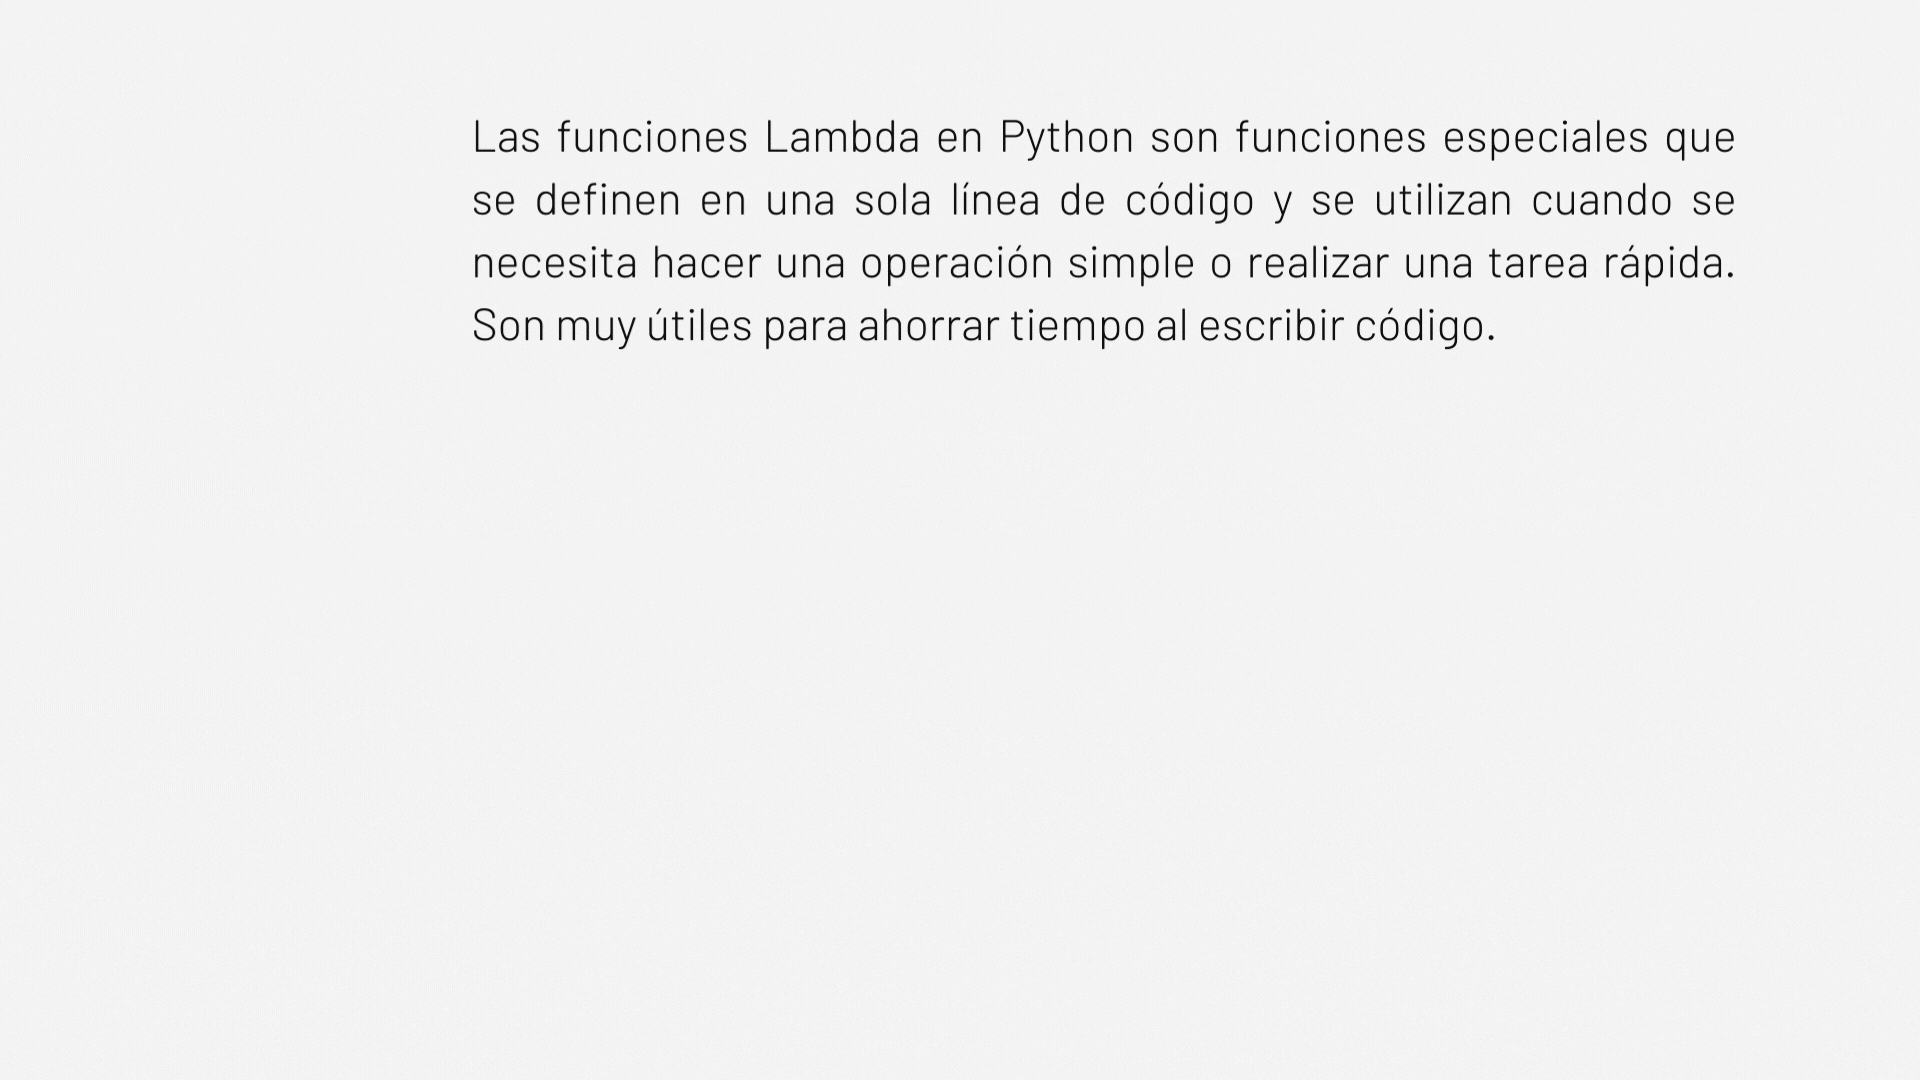 Las funciones Lambda en Python son funciones especiales que
se definen en una sola línea de código y se utilizan cuando se
necesita hacer una operación simple o realizar una tarea rápida.
Son muy útiles para ahorrar tiempo al escribir código.